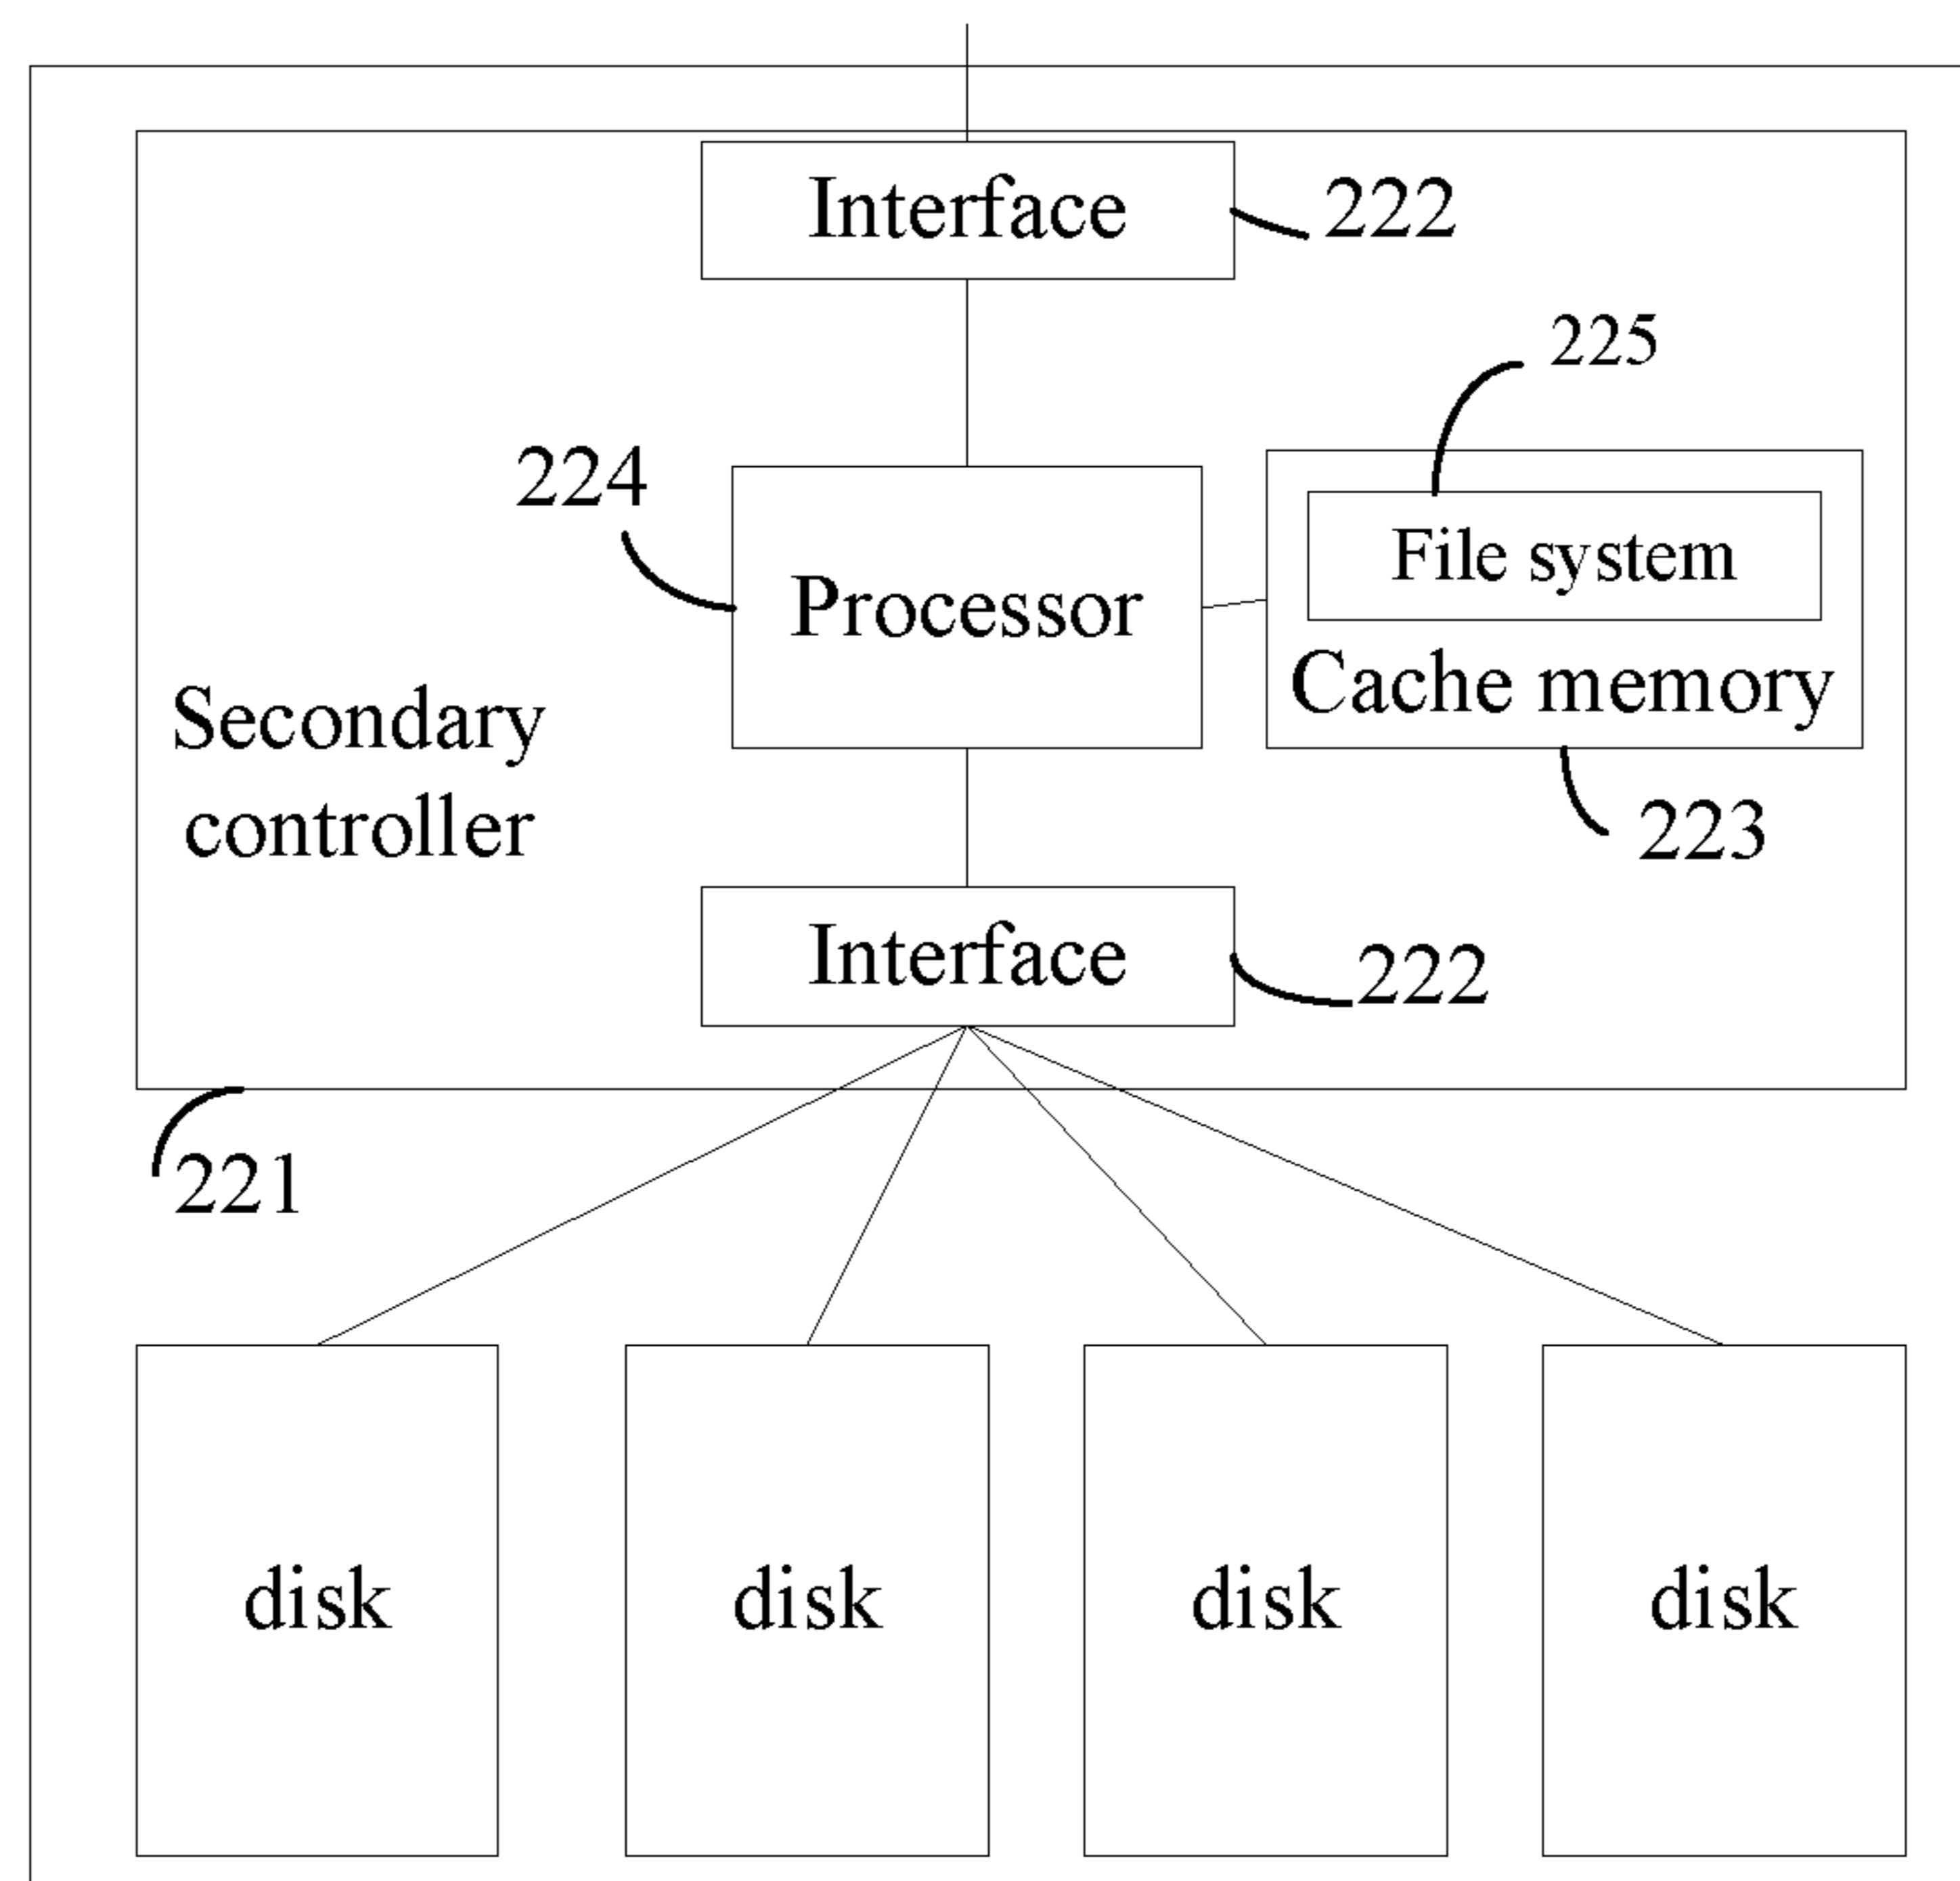 Interface
222
225
224
File system
Processor
Cache memory
Secondary
controller
223
Interface
222
221
disk
disk
disk
disk